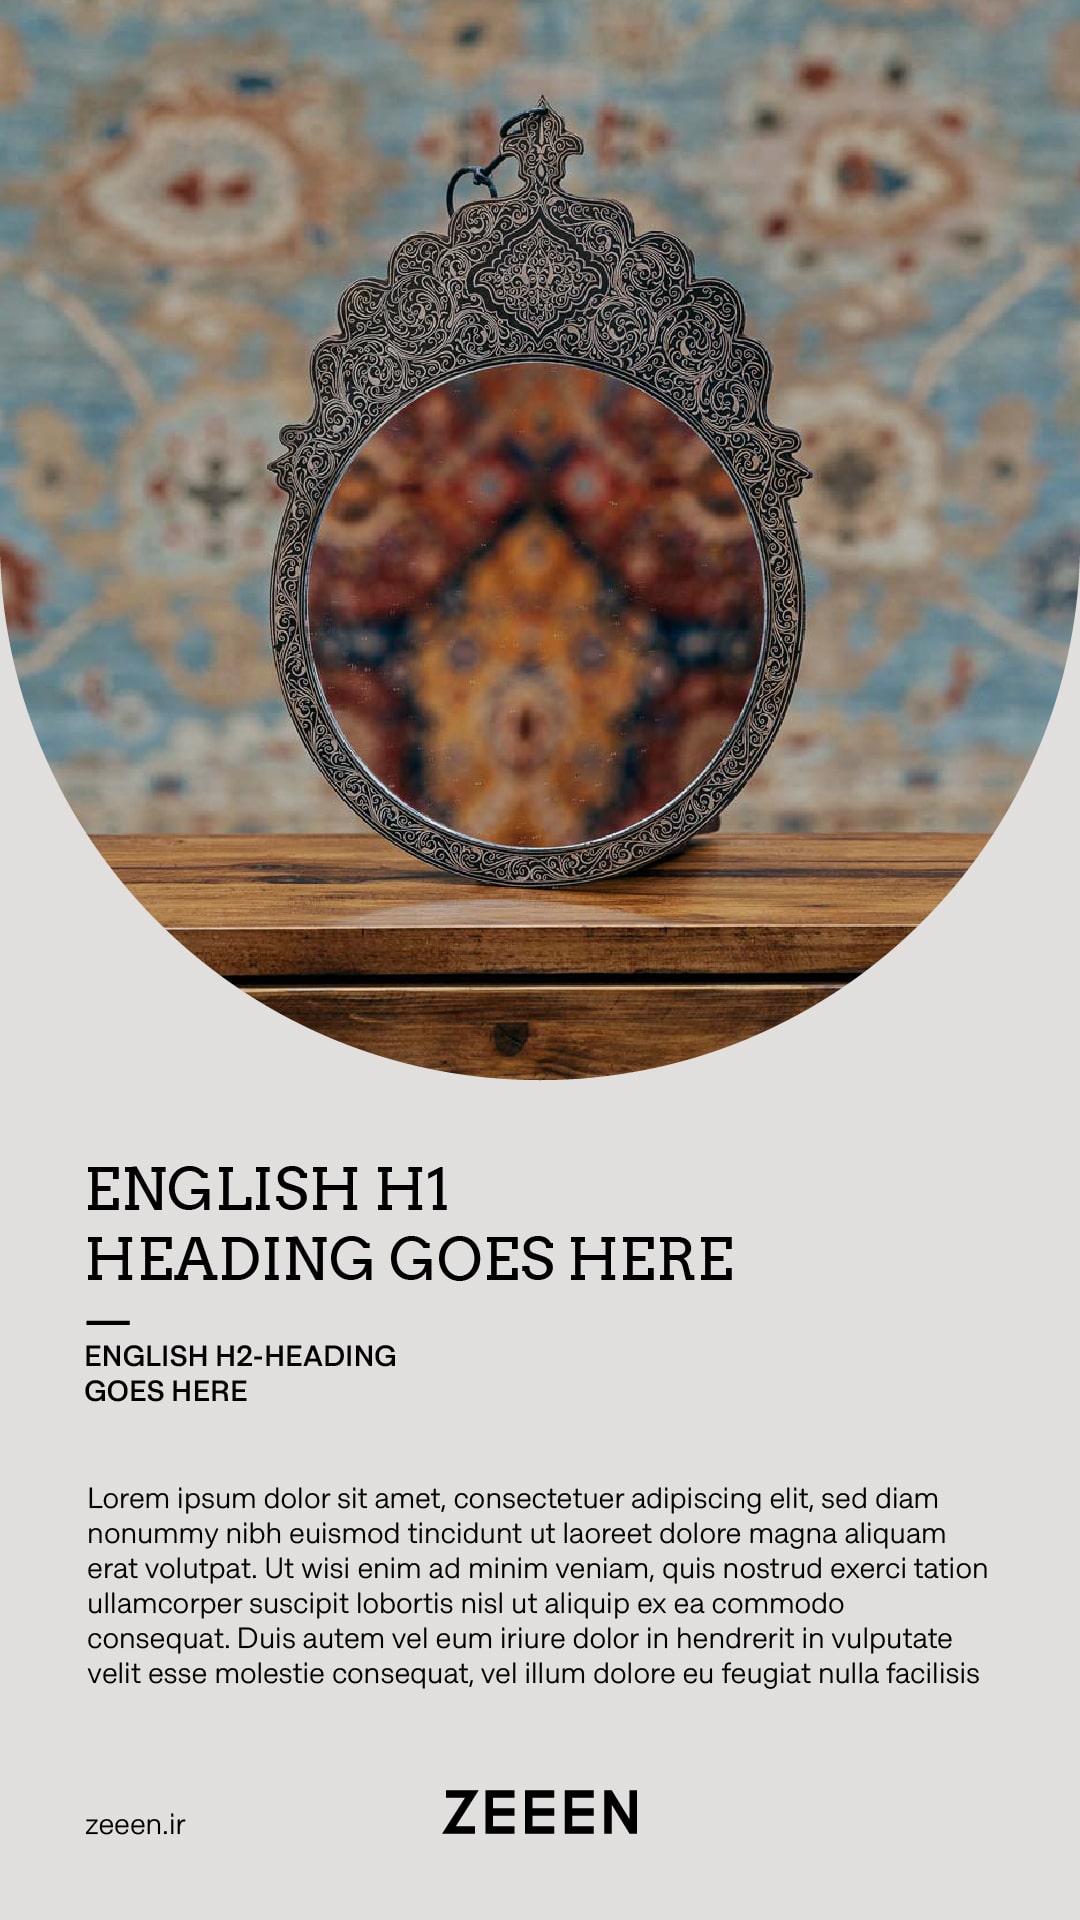 ENGLISH H1
HEADING GOES HERE
ENGLISH H2-HEADING
GOES HERE
Lorem ipsum dolor sit amet, consectetuer adipiscing elit, sed diam
nonummy nibh euismod tincidunt ut laoreet dolore magna aliquam
erat volutpat. Ut wisi enim ad minim veniam, quis nostrud exerci tation
ullamcorper suscipit lobortis nisl ut aliquip ex ea commodo
consequat. Duis autem vel eum iriure dolor in hendrerit in vulputate
velit esse molestie consequat, vel illum dolore eu feugiat nulla facilisis
zeeen.ir
ZEEEN